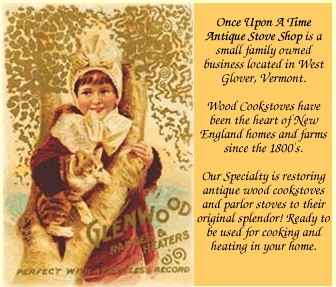 Once Upon A Time
Antique Stove Shop is a
small family owned
business located in West
Glover, Vermont.
Wood Cookstoves have
been the heart of New
England homes and farms
since the 1800's.
Our Specialty is restoring
antique wood cookstoves
and parlor stoves to their
original splendor! Ready to
be used for cooking and
heating in your home.
GLENWOOD
RANGES &
HEATERS
PERFECT WITH A PEERLESS RECORD